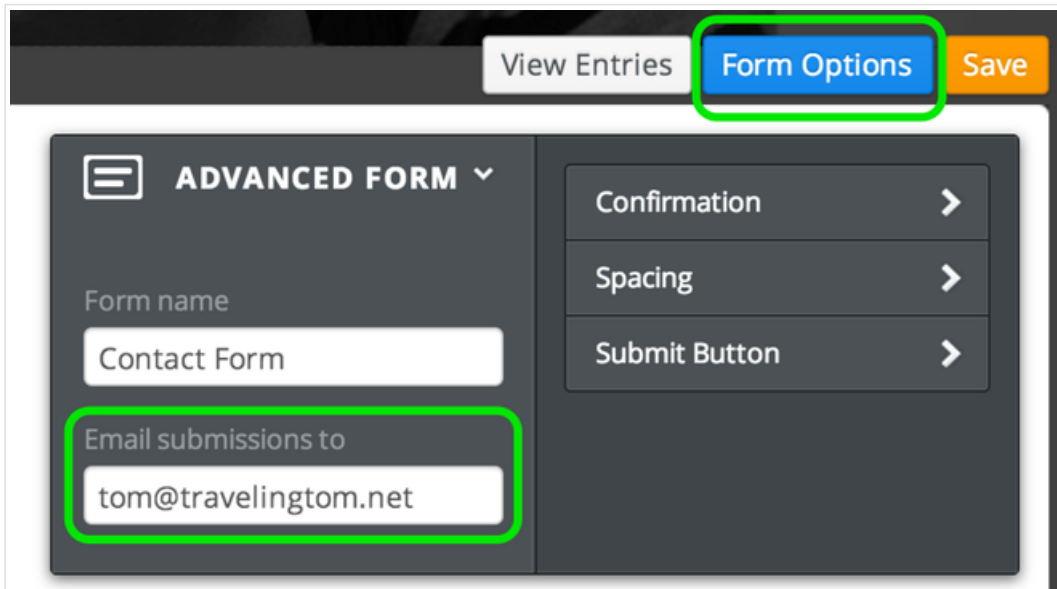 View Entries
Form Options
Save
ADVANCED FORM
Form name
Contact Form
Email submissions to
tom@travelingtom.net
Confirmation
Spacing
Submit Button